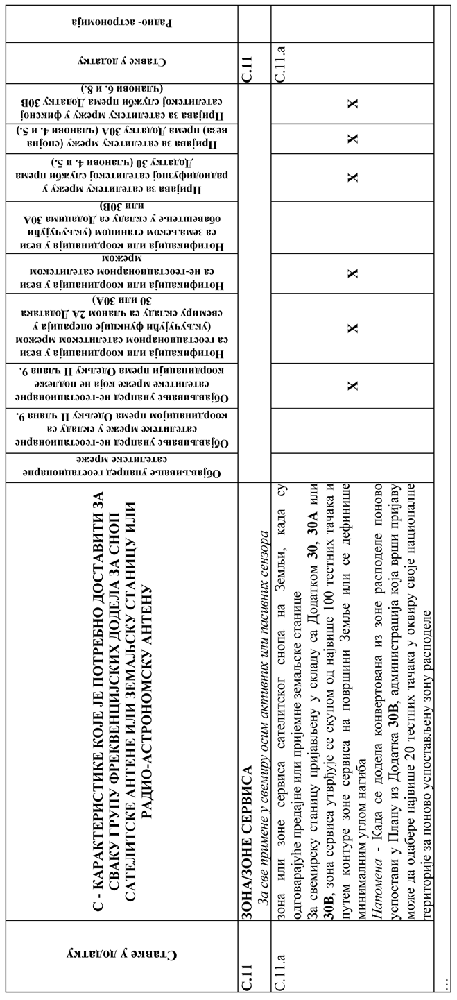 Ставке у додатку
С - КАРАКТЕРИСТИКЕ КОЈЕ ЈЕ ПОТРЕБНО ДОСТАВИТИ ЗА
СВАКУ ГРУПУ ФРЕКВЕНЦИЈСКИХ ДОДЕЛА ЗА СНОП
САТЕЛИТСКЕ АНТЕНЕ ИЛИ ЗЕМАЉСКУ СТАНИЦУ ИЛИ
РАДИО-АСТРОНОМСКУ АНТЕНУ
Објављивање унапред геостационарне
сателитске мреже
Објављивање унапред не-геостационарне
сателитске мреже у складу са
координацијом према Одељку II члана 9.
Објављивање унапред не-геостационарне
сателитске мреже која не подлеже
координацији према Одељку II члана 9.
Нотификација или координација у вези
са геостационарном сателитском мрежом
(укључујући функције операција у
свемиру складу са чланом 2А Додатака
30 или 30А)
Нотификација или координација у вези
са не-геостационарном сателитском
мрежом
Нотификација или координација у вези
са земаљском станицом (укључујући
обавештење у складу са Додацима 30А
или 30В)
Пријава за сателитску мрежу у
радиодифузној сателитској служби према
Додатку 30 (чланови 4. и 5.)
Пријава за сателитску мрежу (спојна
веза) према Додатку 30А (чланови 4. и 5.)
Пријава за сателитску мрежу у фиксној
сателитској служби према Додатку 30В
(чланови 6. и 8.)
Ставке у додатку
Радио- астрономија
С.11
ЗОНА/ЗОНЕ СЕРВИСА
С.11
За све примене у свемиру осим активних или пасивних сензора
С.11.а
зона или зоне сервиса сателитског снопа на Земљи, када су
одговарајуће предајне или пријемне земаљске станице
За свемирску станицу пријављену у складу са Додатком 30, 30А или
30В, зона сервиса утврђује се скупом од највише 100 тестних тачака и
путем контуре зоне сервиса на површини Земље или се дефинише
минималним углом нагиба
Напомена - Када се додела конвертована из зоне расподеле поново
успостави у Плану из Додатка 30В, администрација која врши пријаву
може да одабере највише 20 тестних тачака у оквиру своје националне
територије за поново успостављену зону расподеле
X
X
X
X
X
X
С.11.а
...